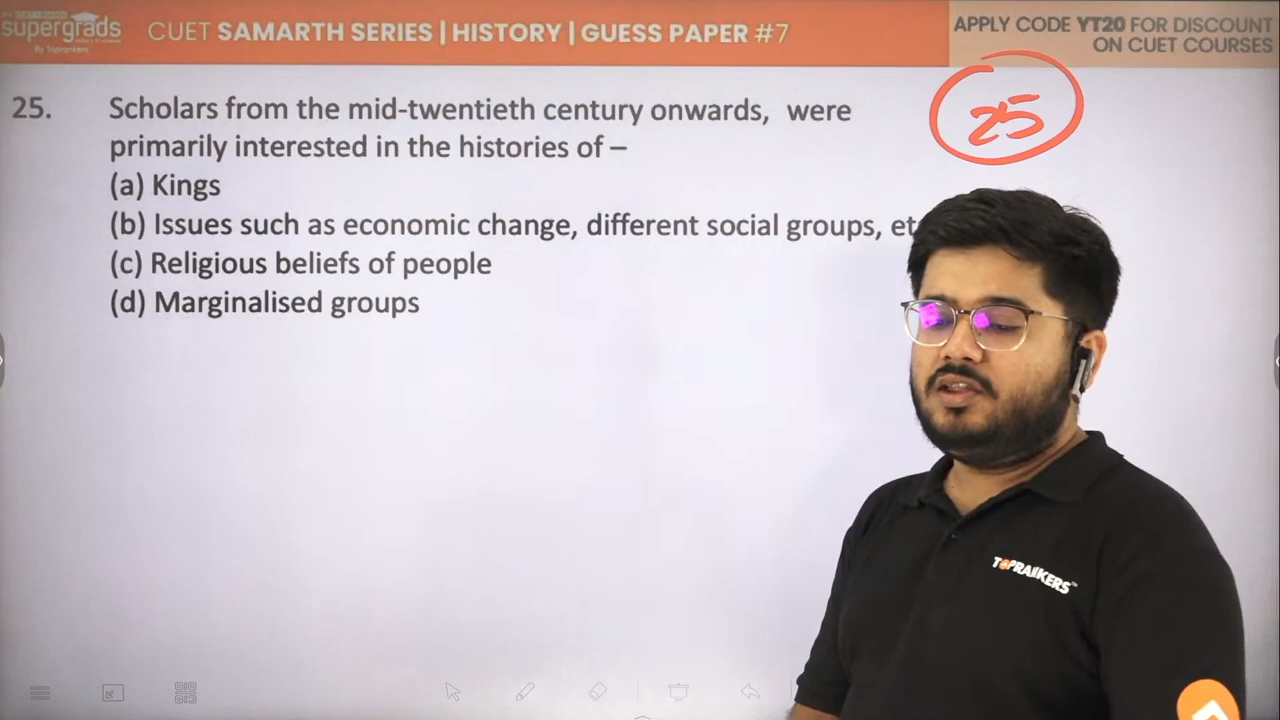 supergrads
By Toprankers
CUET SAMARTH SERIES | HISTORY | GUESS PAPER #7
APPLY CODE YT20 FOR DISCOUNT
ON CUET COURSES
25
25. Scholars from the mid-twentieth century onwards, were
primarily interested in the histories of –
(a) Kings
(b) Issues such as economic change, different social groups, et
(c) Religious beliefs of people
(d) Marginalised groups
TOPRANKERS